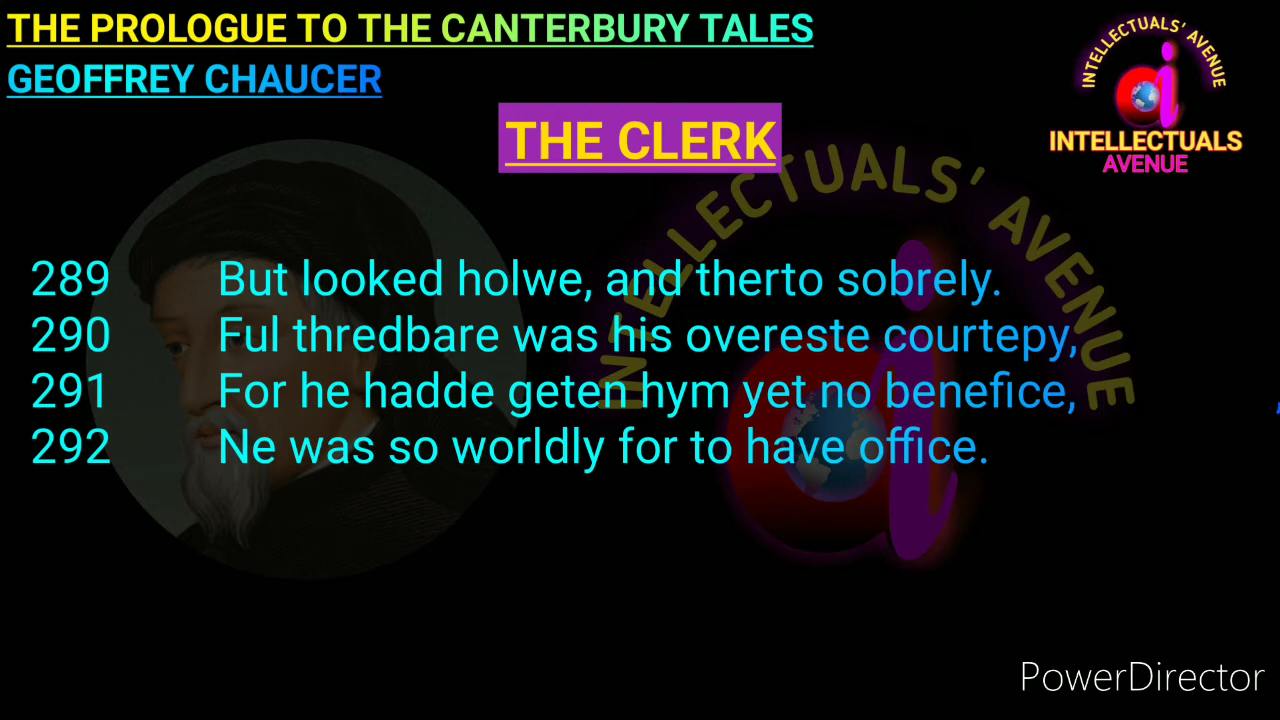 THE PROLOGUE TO THE CANTERBURY TALES
GEOFFREY CHAUCER
INTELLECTUALS' AVENUE
INTELLECTUALS
AVENUE
THE CLERK
INTELLECTUALS' AVENUE
289 But looked holwe, and therto sobrely.
290 Ful thredbare was his overeste courtepy,
291 For he hadde geten hym yet no benefice, ,
292 Ne was so worldly for to have office.
PowerDirector